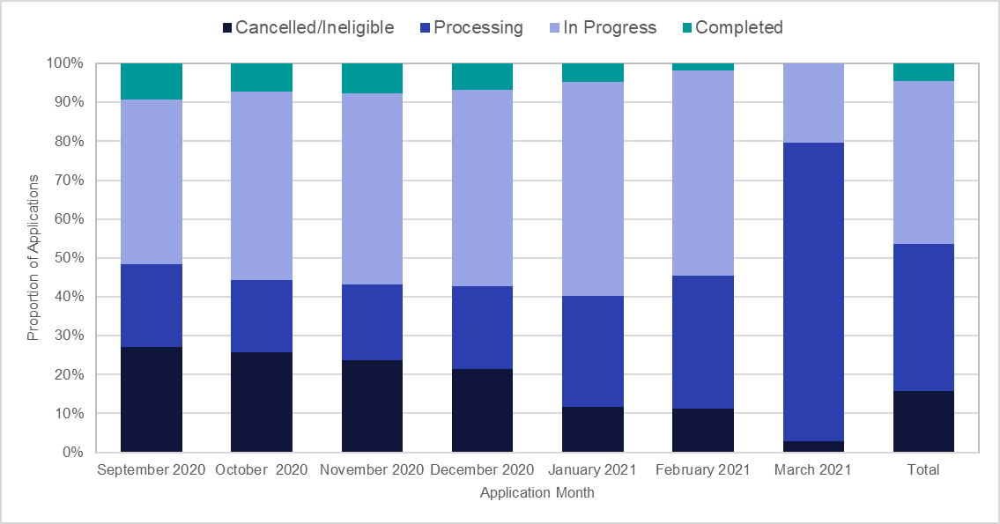 Cancelled/Ineligible Processing In Progress Completed
100%
90%
80%
70%
60%
50%
40%
30%
20%
10%
0%
Proportion of Applications
September 2020 October 2020 November 2020 December 2020 January 2021 February 2021 March 2021 Total
Application Month